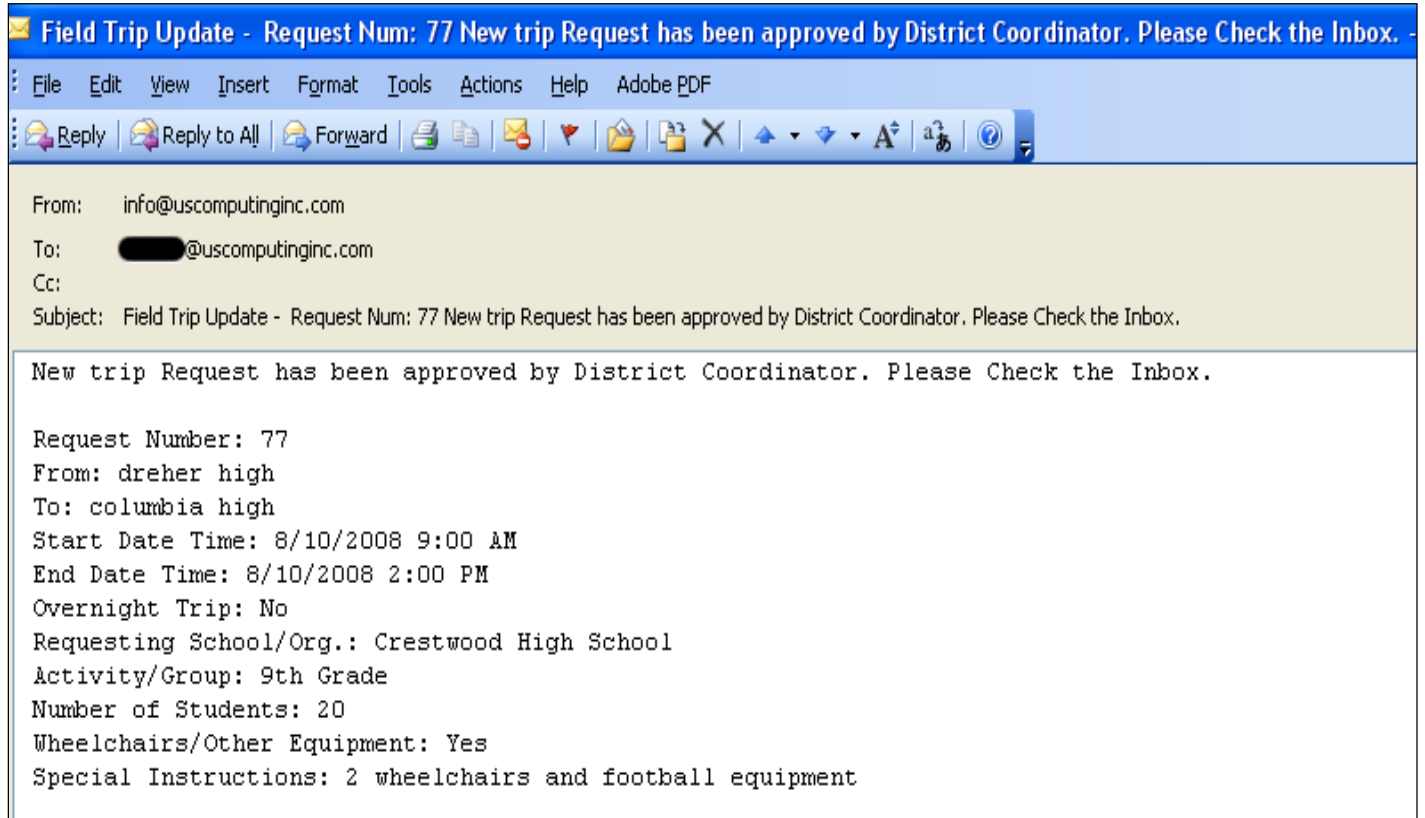 Field Trip Update - Request Num: 77 New trip Request has been approved by District Coordinator. Please Check the Inbox. -
File Edit View Insert Format Tools Actions Help Adobe PDF
Reply Reply to All Forward
From: info@uscomputinginc.com
To: @uscomputinginc.com
Cc:
Subject: Field Trip Update - Request Num: 77 New trip Request has been approved by District Coordinator. Please Check the Inbox.
New trip Request has been approved by District Coordinator. Please Check the Inbox.
Request Number: 77
From: dreher high
To: columbia high
Start Date Time: 8/10/2008 9:00 AM
End Date Time: 8/10/2008 2:00 PM
Overnight Trip: No
Requesting School/Org.: Crestwood High School
Activity/Group: 9th Grade
Number of Students: 20
Wheelchairs/Other Equipment: Yes
Special Instructions: 2 wheelchairs and football equipment